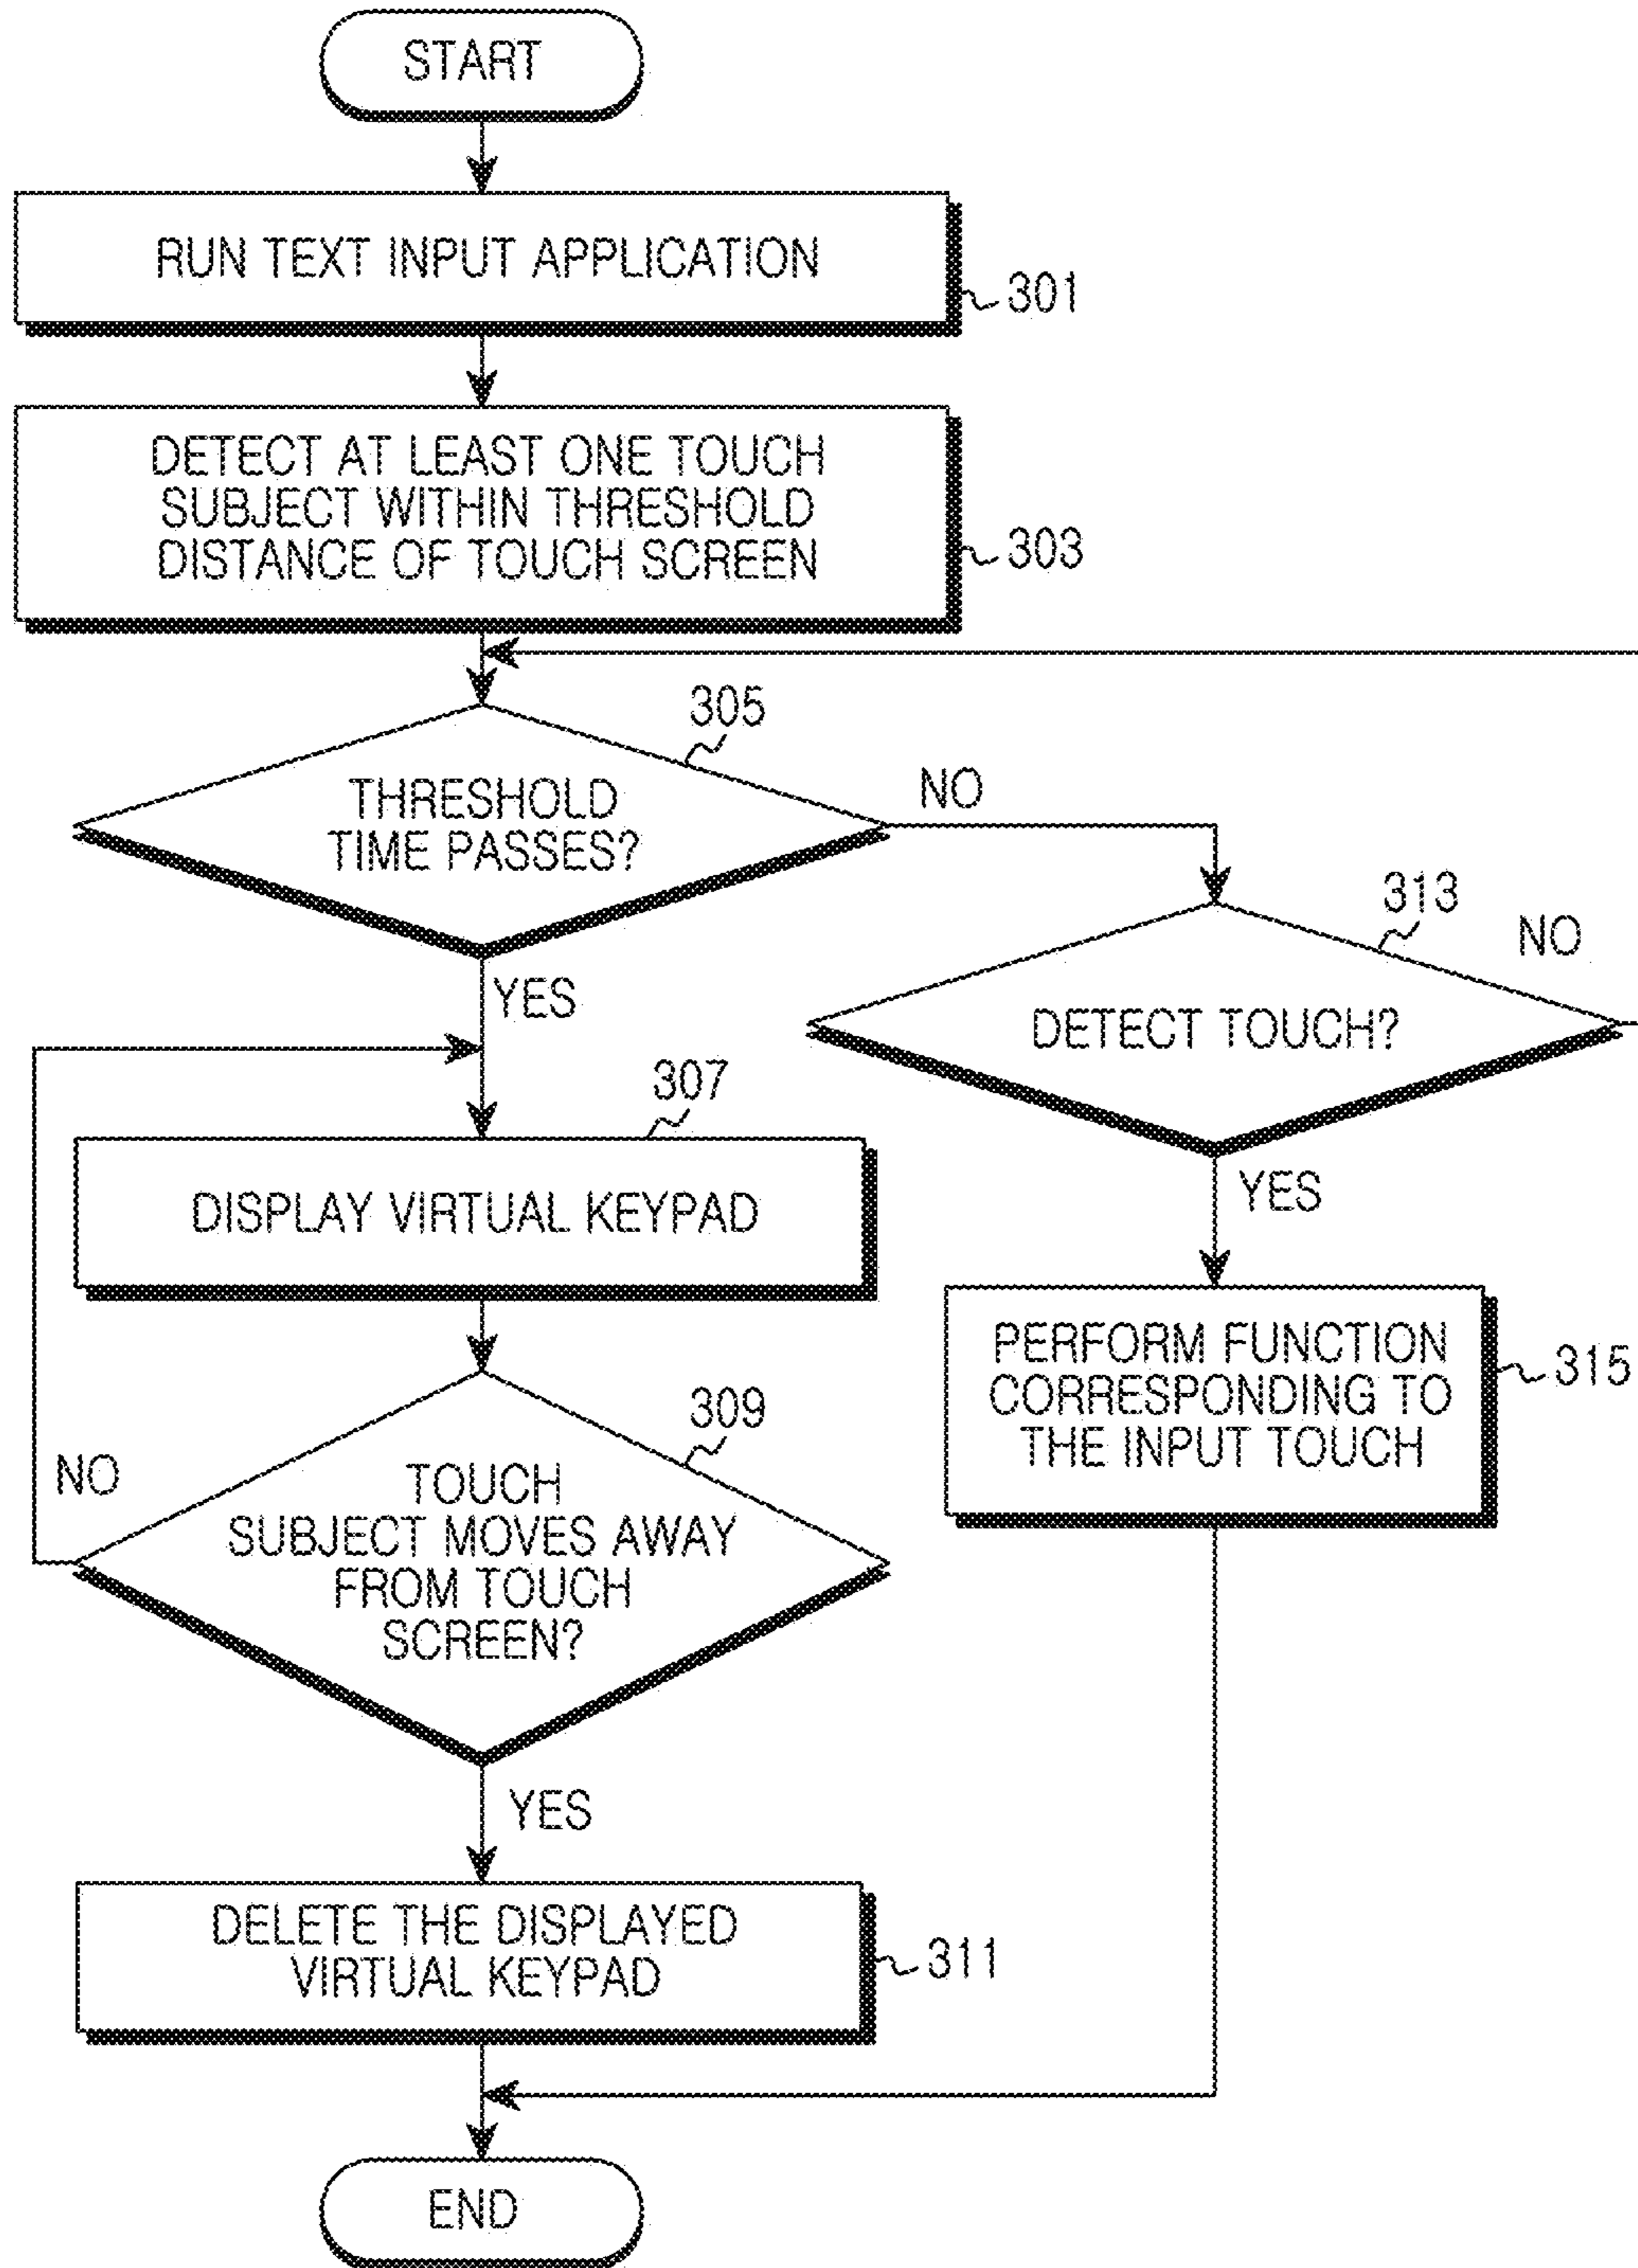 START
RUN TEXT INPUT APPLICATION
301
DETECT AT LEAST ONE TOUCH
SUBJECT WITHIN THRESHOLD
DISTANCE OF TOUCH SCREEN
303
305
THRESHOLD
TIME PASSES?
NO
YES
313
DETECT TOUCH?
NO
YES
307
DISPLAY VIRTUAL KEYPAD
315
PERFORM FUNCTION
CORRESPONDING TO
THE INPUT TOUCH
309
TOUCH
SUBJECT MOVES AWAY
FROM TOUCH
SCREEN?
NO
YES
DELETE THE DISPLAYED
VIRTUAL KEYPAD
311
END